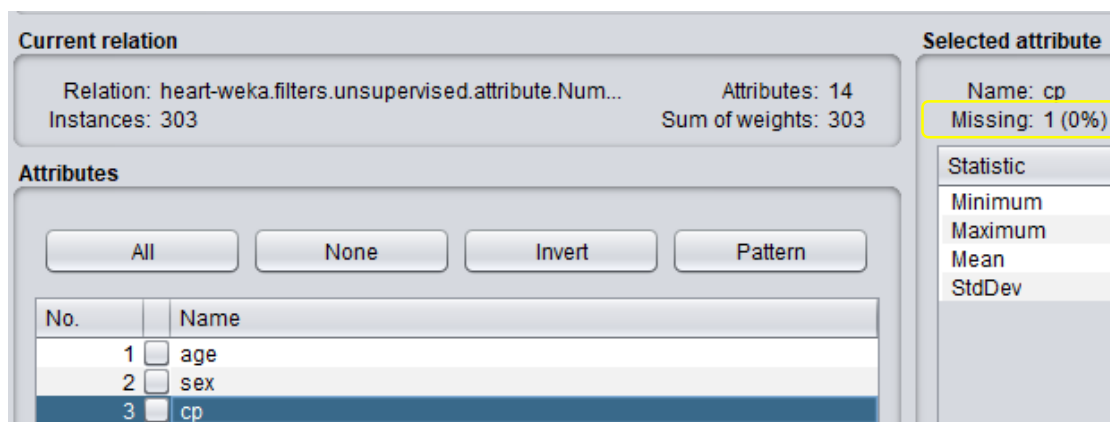 Current relation
Relation: heart-weka.filters.unsupervised.attribute.Num... Attributes: 14
Instances: 303 Sum of weights: 303
Attributes
All None Invert Pattern
No. Name
1 age
2 sex
3 cp
Selected attribute
Name: cp
Missing: 1 (0%)
Statistic
Minimum
Maximum
Mean
StdDev